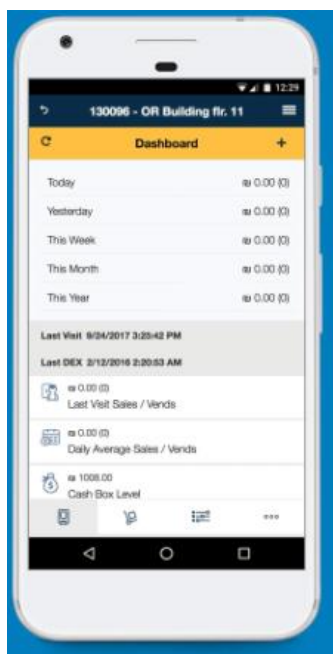 12:29
130096 - OR Building flr. 11
Dashboard +
Today ₪ 0.00 (0)
Yesterday ₪ 0.00 (0)
This Week ₪ 0.00 (0)
This Month ₪ 0.00 (0)
This Year ₪ 0.00 (0)
Last Visit 9/24/2017 3:25:42 PM
Last DEX 2/12/2016 2:20:53 AM
₪ 0.00 (0)
Last Visit Sales / Vends
₪ 0.00 (0)
Daily Average Sales / Vends
₪ 1008.00
Cash Box Level